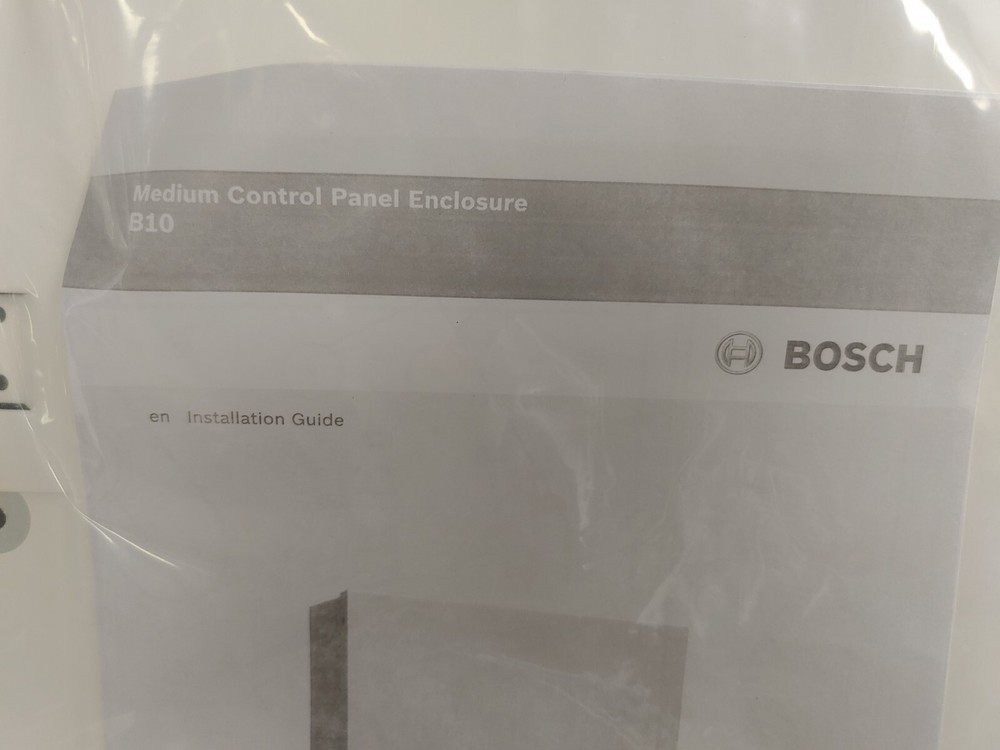 Medium Control Panel Enclosure
B10
BOSCH
en Installation Guide